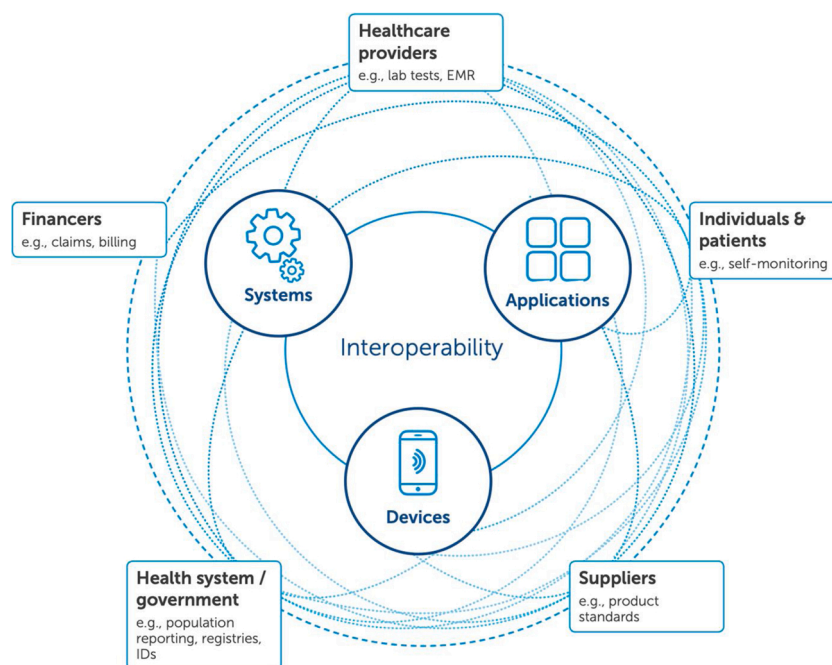 Healthcare
providers
e.g., lab tests, EMR
Financers
e.g., claims, billing
Individuals &
patients
e.g., self-monitoring
Systems
Applications
Interoperability
Devices
Health system /
government
e.g., population
reporting, registries,
IDs
Suppliers
e.g., product
standards